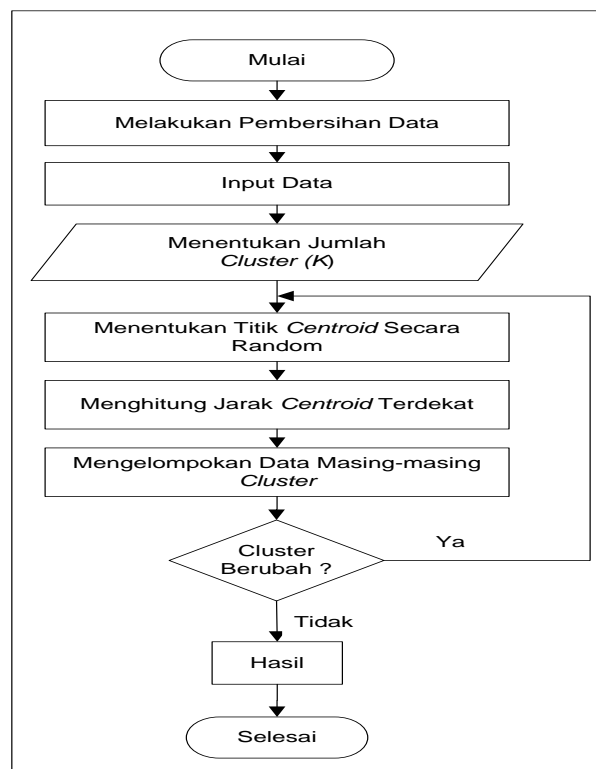 Mulai
Melakukan Pembersihan Data
Input Data
Menentukan Jumlah
Cluster (K)
Menentukan Titik Centroid Secara
Random
Menghitung Jarak Centroid Terdekat
Mengelompokan Data Masing-masing
Cluster
Cluster
Berubah ?
Ya
Tidak
Hasil
Selesai